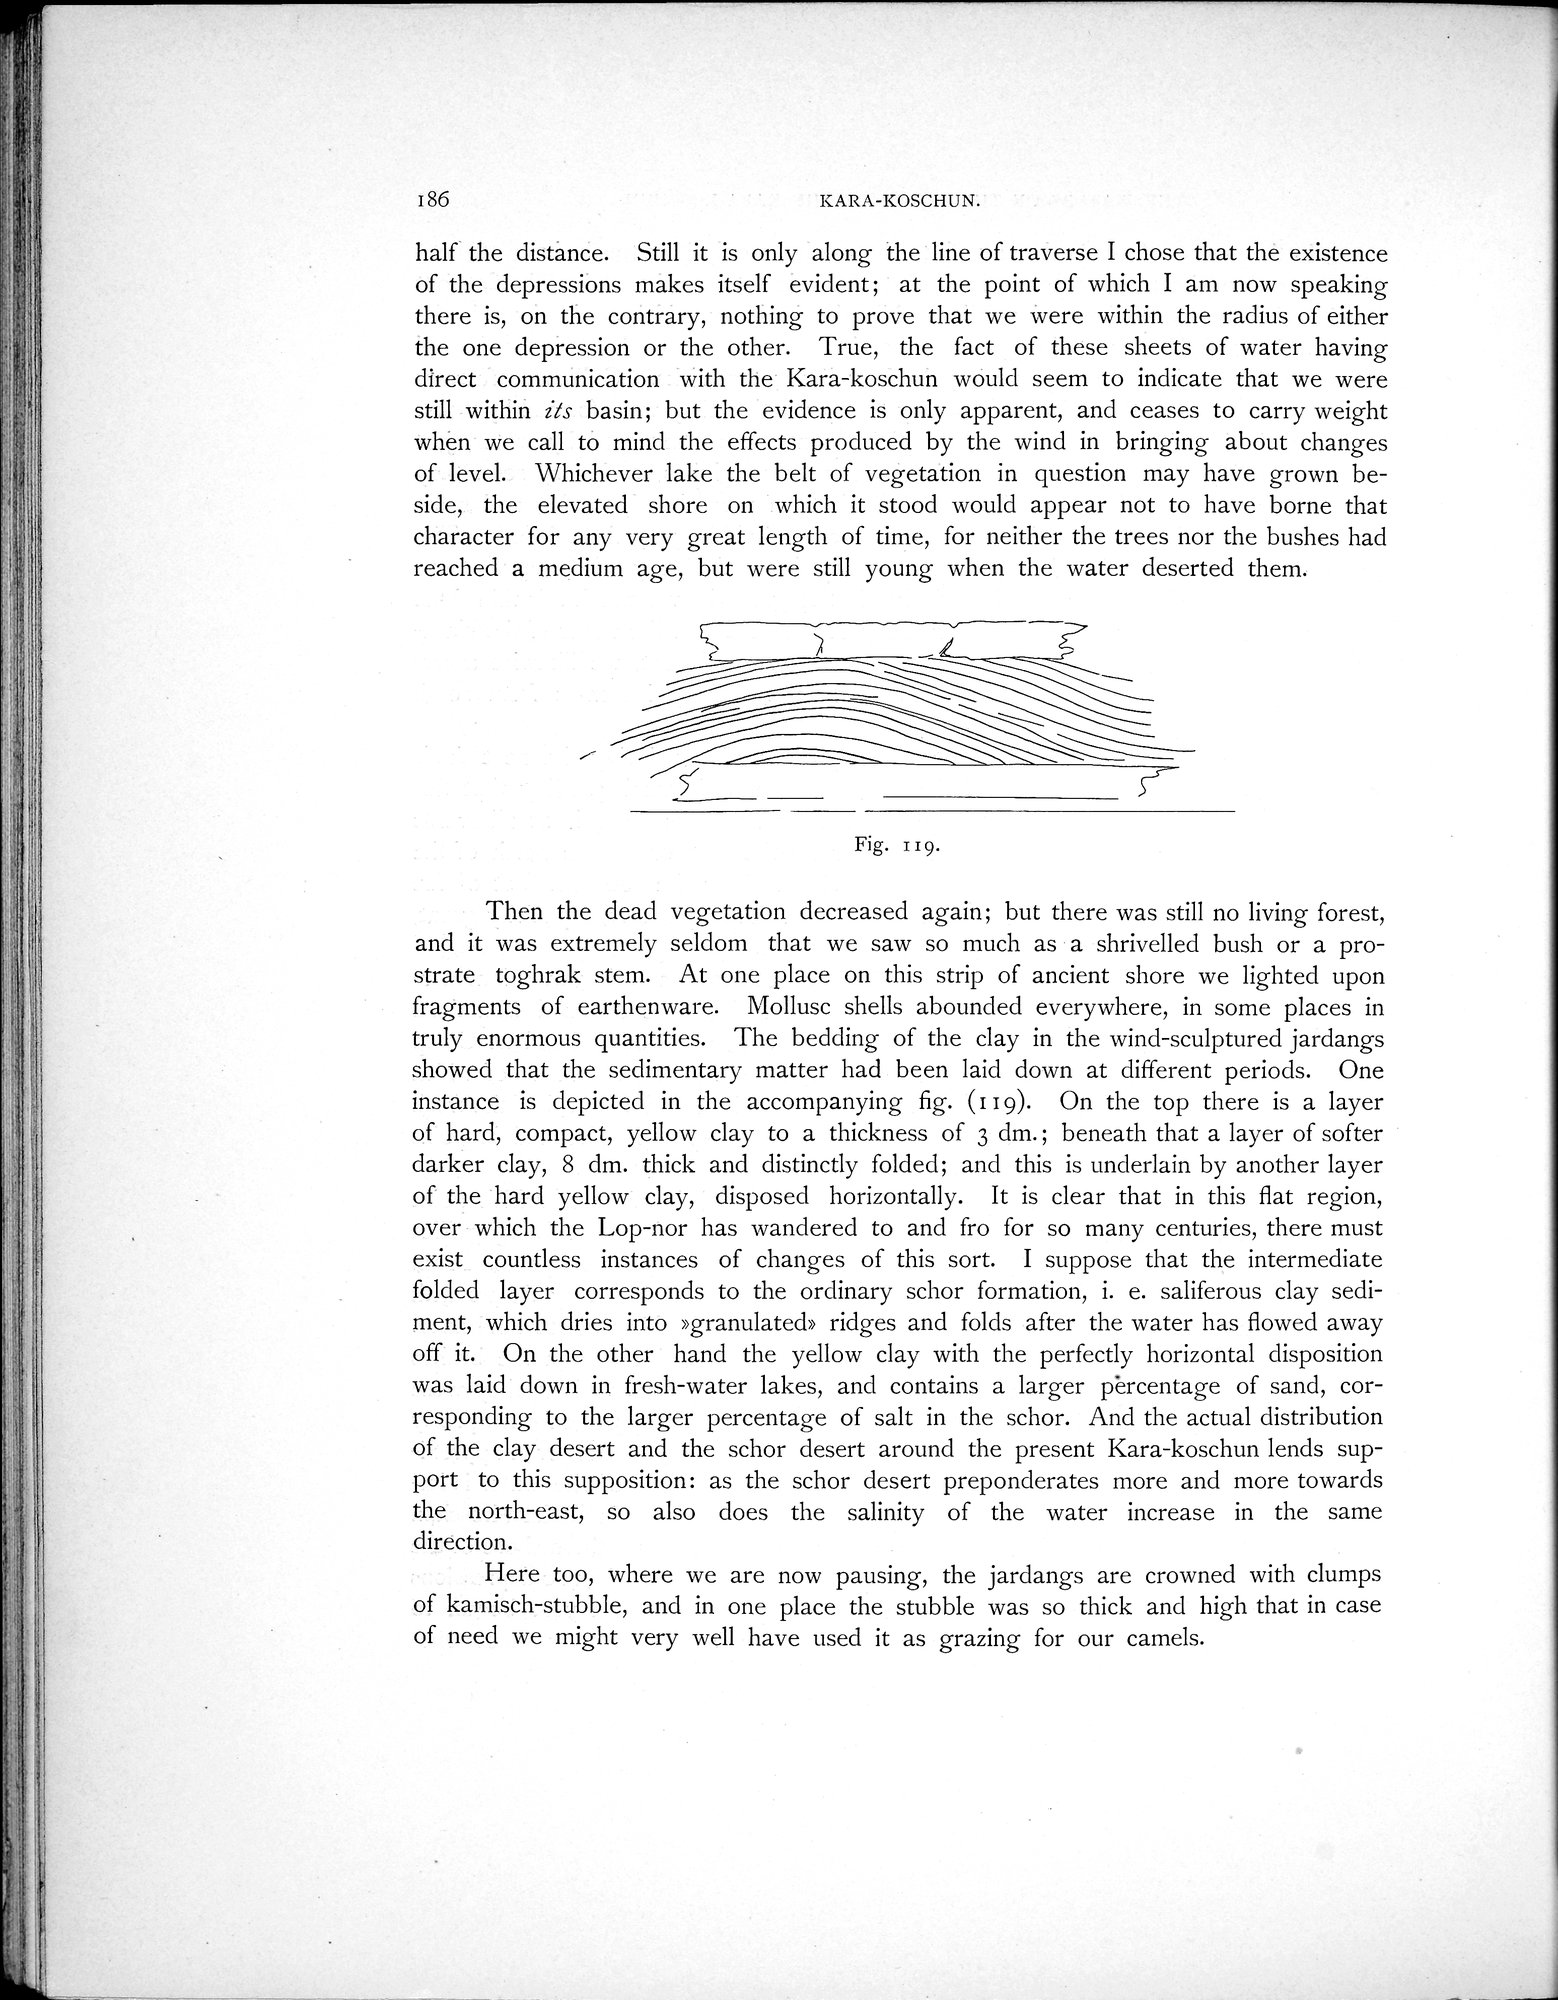 186
KARA-KOSCHUN.
half the distance. Still it is only along the line of traverse I chose that the existence
of the depressions makes itself evident; at the point of which I am now speaking
there is, on the contrary, nothing to prove that we were within the radius of either
the one depression or the other. True, the fact of these sheets of water having
direct communication with the Kara-koschun would seem to indicate that we were
still within its basin; but the evidence is only apparent, and ceases to carry weight
when we call to mind the effects produced by the wind in bringing about changes
of level. Whichever lake the belt of vegetation in question may have grown be-
side, the elevated shore on which it stood would appear not to have borne that
character for any very great length of time, for neither the trees nor the bushes had
reached a medium age, but were still young when the water deserted them.
Fig. 119.
Then the dead vegetation decreased again; but there was still no living forest,
and it was extremely seldom that we saw so much as a shrivelled bush or a pro-
strate toghrak stem. At one place on this strip of ancient shore we lighted upon
fragments of earthenware. Mollusc shells abounded everywhere, in some places in
truly enormous quantities. The bedding of the clay in the wind-sculptured jardangs
showed that the sedimentary matter had been laid down at different periods. One
instance is depicted in the accompanying fig. (119). On the top there is a layer
of hard, compact, yellow clay to a thickness of 3 dm.; beneath that a layer of softer
darker clay, 8 dm. thick and distinctly folded; and this is underlain by another layer
of the hard yellow clay, disposed horizontally. It is clear that in this flat region,
over which the Lop-nor has wandered to and fro for so many centuries, there must
exist countless instances of changes of this sort. I suppose that the intermediate
folded layer corresponds to the ordinary schor formation, i. e. saliferous clay sedi-
ment, which dries into »granulated» ridges and folds after the water has flowed away
off it. On the other hand the yellow clay with the perfectly horizontal disposition
was laid down in fresh-water lakes, and contains a larger percentage of sand, cor-
responding to the larger percentage of salt in the schor. And the actual distribution
of the clay desert and the schor desert around the present Kara-koschun lends sup-
port to this supposition: as the schor desert preponderates more and more towards
the north-east, so also does the salinity of the water increase in the same
direction.
Here too, where we are now pausing, the jardangs are crowned with clumps
of kamisch-stubble, and in one place the stubble was so thick and high that in case
of need we might very well have used it as grazing for our camels.